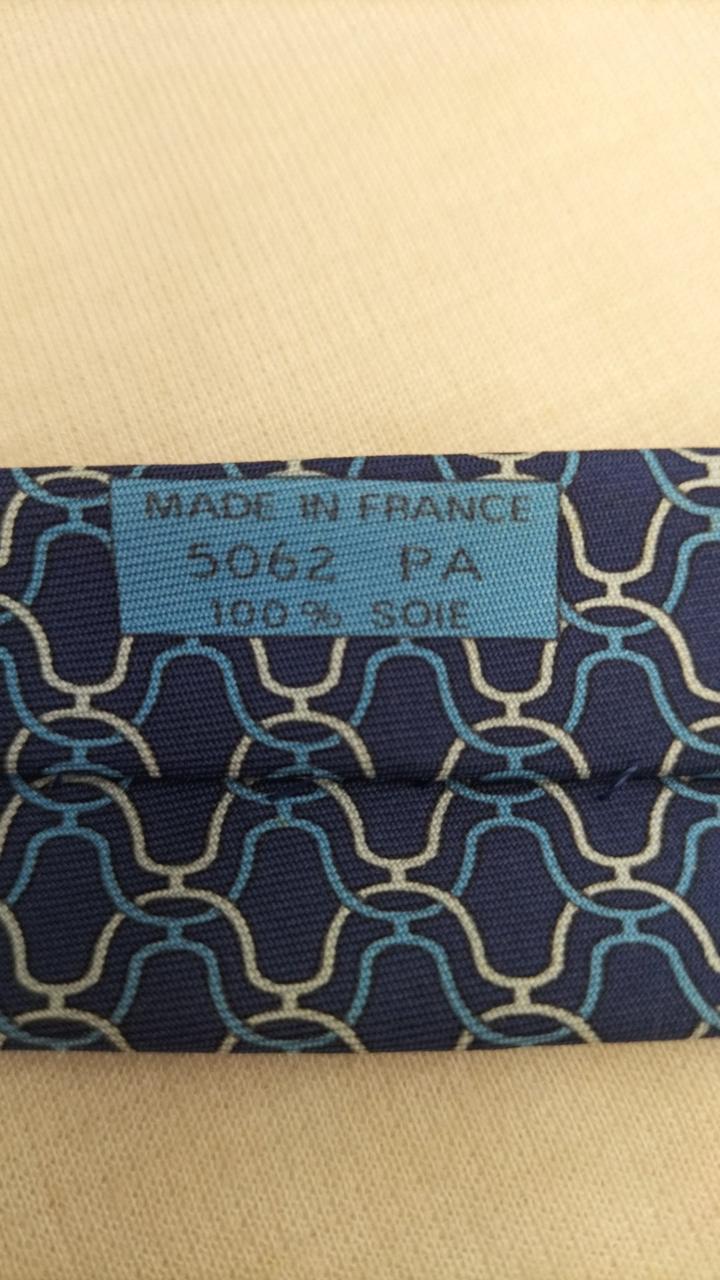 MADE IN FRANCE
5062 PA
100% SOIE